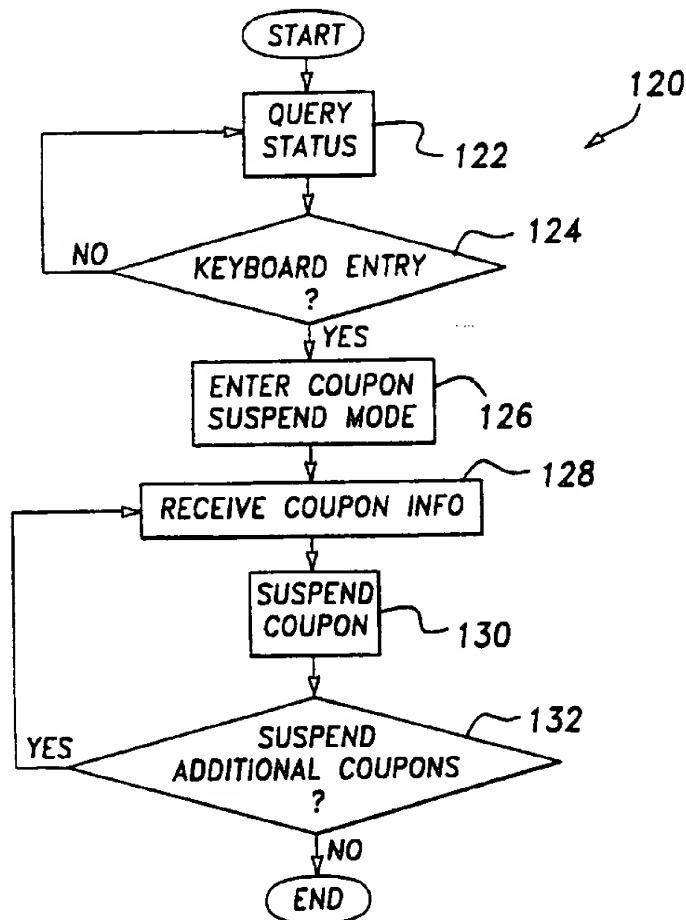 START
120
QUERY
STATUS
122
124
NO
KEYBOARD ENTRY
?
YES
ENTER COUPON
SUSPEND MODE
126
128
RECEIVE COUPON INFO
SUSPEND
COUPON
130
132
YES
SUSPEND
ADDITIONAL COUPONS
?
NO
END